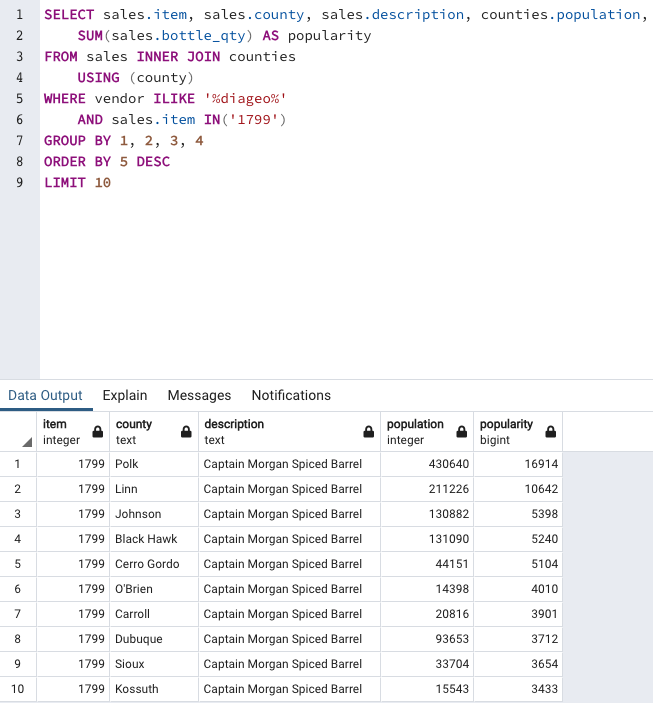 1 SELECT sales.item, sales.county, sales.description, counties.population,
2 SUM(sales.bottle_qty) AS popularity
3 FROM sales INNER JOIN counties
4 USING (county)
5 WHERE vendor ILIKE '%diageo%'
6 AND sales.item IN('1799')
7 GROUP BY 1, 2, 3, 4
8 ORDER BY 5 DESC
9 LIMIT 10
Data Output Explain Messages Notifications
item county description population popularity
integer text text integer bigint
1 1799 Polk Captain Morgan Spiced Barrel 430640 16914
2 1799 Linn Captain Morgan Spiced Barrel 211226 10642
3 1799 Johnson Captain Morgan Spiced Barrel 130882 5398
4 1799 Black Hawk Captain Morgan Spiced Barrel 131090 5240
5 1799 Cerro Gordo Captain Morgan Spiced Barrel 44151 5104
6 1799 O'Brien Captain Morgan Spiced Barrel 14398 4010
7 1799 Carroll Captain Morgan Spiced Barrel 20816 3901
8 1799 Dubuque Captain Morgan Spiced Barrel 93653 3712
9 1799 Sioux Captain Morgan Spiced Barrel 33704 3654
10 1799 Kossuth Captain Morgan Spiced Barrel 15543 3433